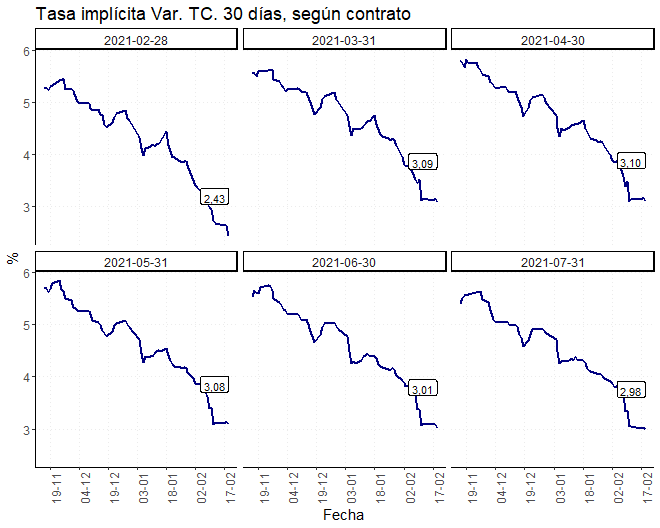 Tasa implícita Var. TC. 30 días, según contrato
2021-02-28 2021-03-31 2021-04-30
6
5
4
3
2,43 3,09 3,10
%
2021-05-31 2021-06-30 2021-07-31
6
5
4
3
3,08 3,01 2,98
19-11 04-12 19-12 03-01 18-01 02-02 17-02 19-11 04-12 19-12 03-01 18-01 02-02 17-02 19-11 04-12 19-12 03-01 18-01 02-02 17-02
Fecha